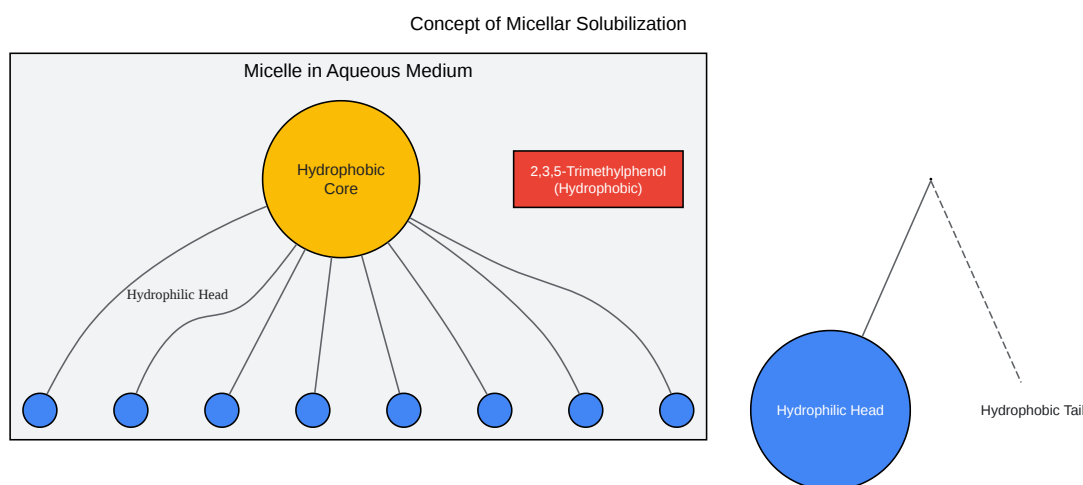 Concept of Micellar Solubilization
Micelle in Aqueous Medium
Hydrophobic
Core
2,3,5-Trimethylphenol
(Hydrophobic)
Hydrophilic Head
Hydrophilic Head
Hydrophobic Tail